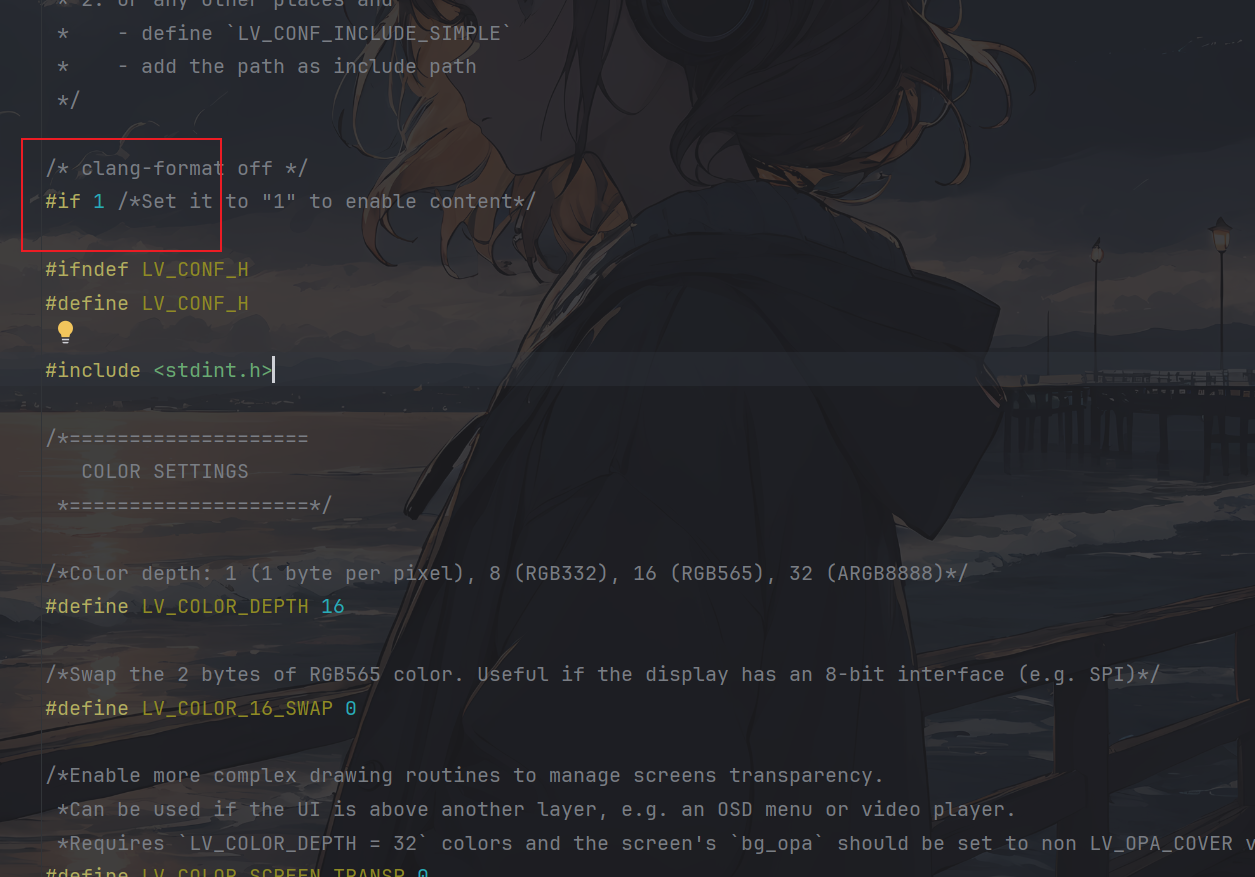 * 2. or any other places and
* - define `LV_CONF_INCLUDE_SIMPLE`
* - add the path as include path
*/
/* clang-format off */
#if 1 /*Set it to "1" to enable content*/
#ifndef LV_CONF_H
#define LV_CONF_H
#include <stdint.h>
/*====================
COLOR SETTINGS
*====================*/
/*Color depth: 1 (1 byte per pixel), 8 (RGB332), 16 (RGB565), 32 (ARGB8888)*/
#define LV_COLOR_DEPTH 16
/*Swap the 2 bytes of RGB565 color. Useful if the display has an 8-bit interface (e.g. SPI)*/
#define LV_COLOR_16_SWAP 0
/*Enable more complex drawing routines to manage screens transparency.
*Can be used if the UI is above another layer, e.g. an OSD menu or video player.
*Requires `LV_COLOR_DEPTH = 32` colors and the screen's `bg_opa` should be set to non LV_OPA_COVER v
#define LV_COLOR_SCREEN_TRANSP 0